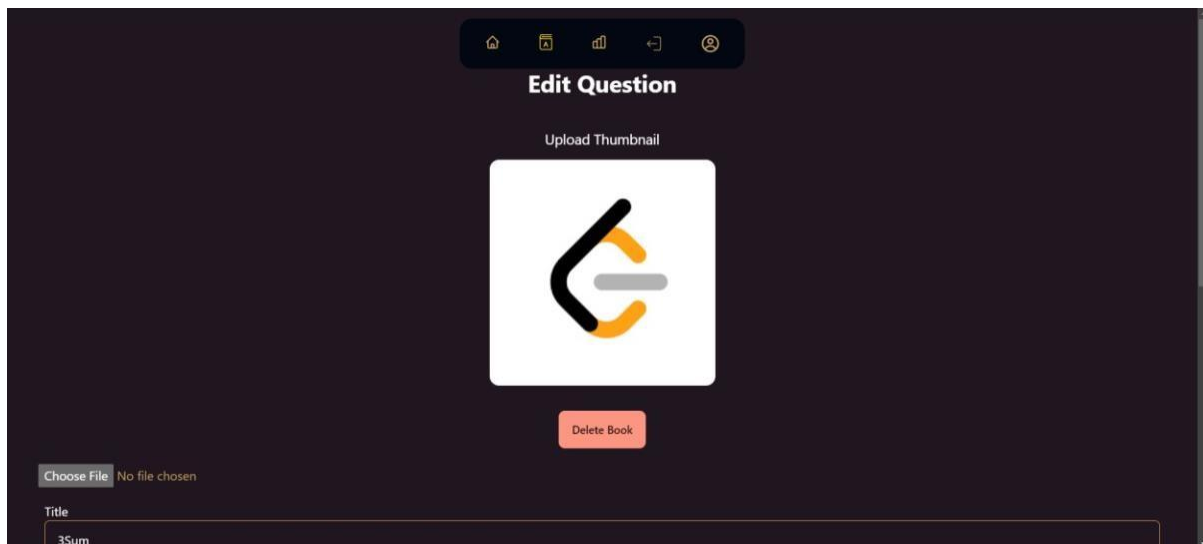 Edit Question
Upload Thumbnail
Delete Book
Choose File No file chosen
Title
3Sum